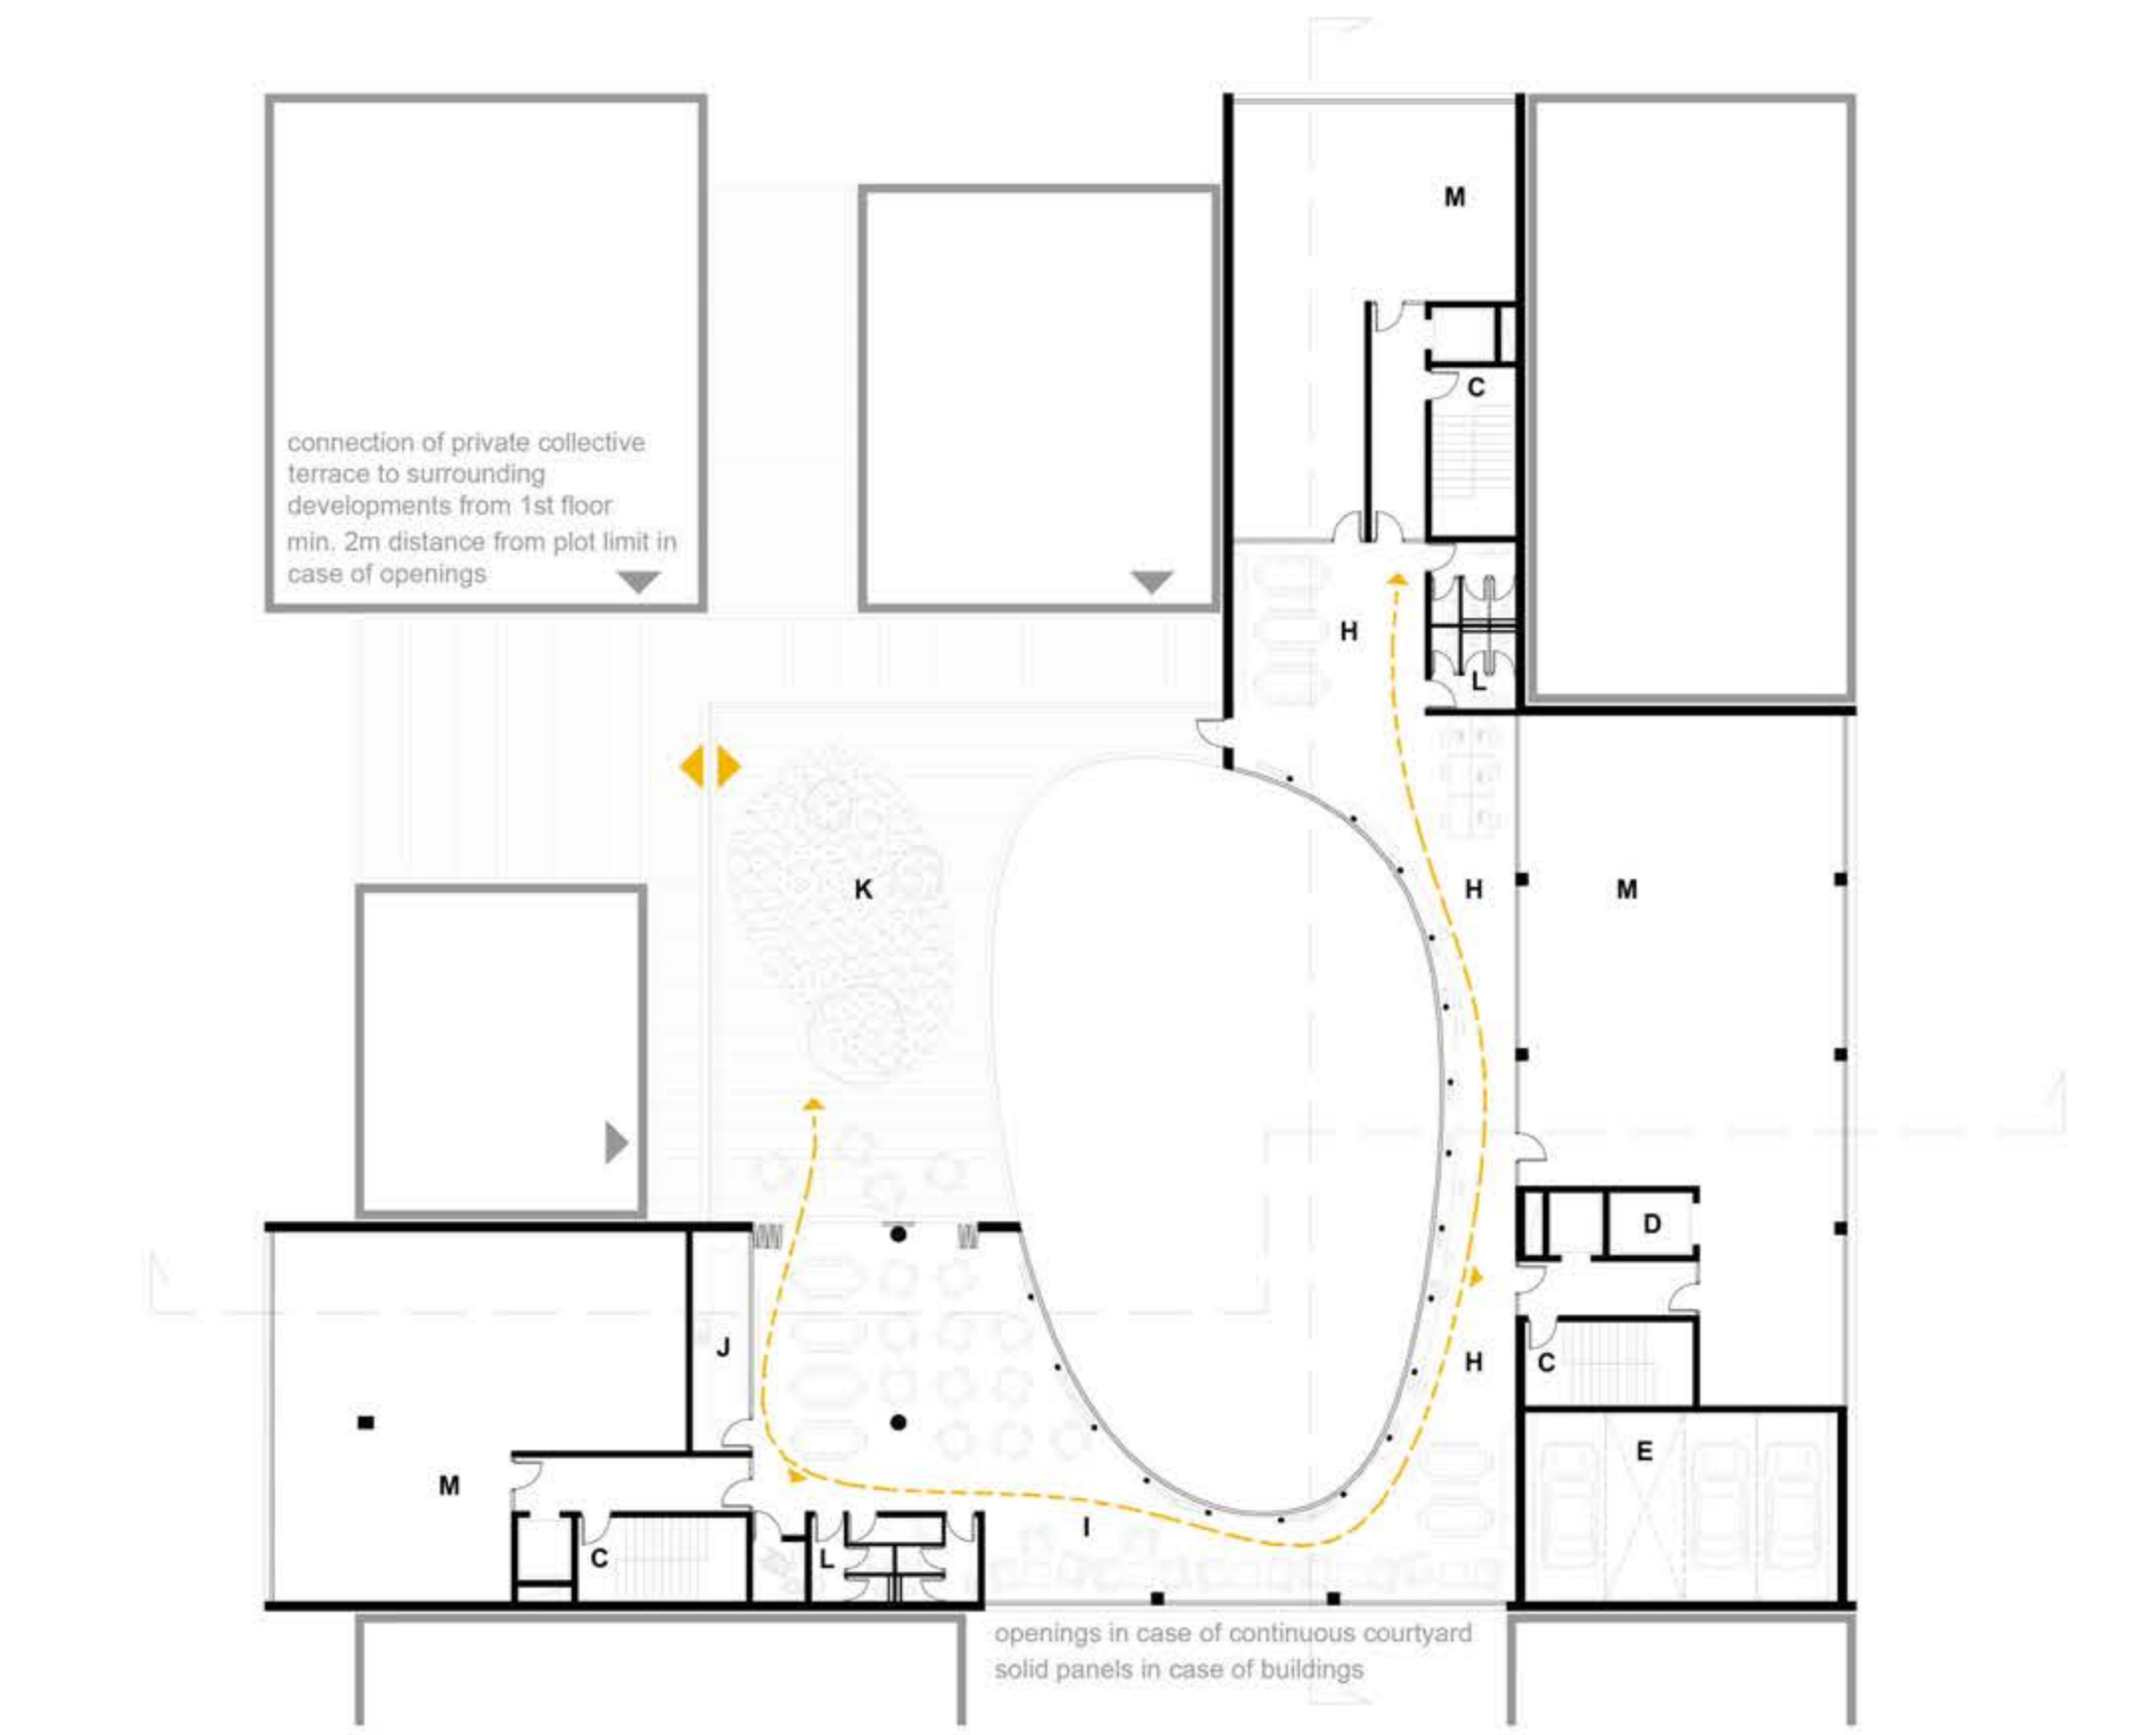 M
C
connection of private collective
terrace to surrounding
developments from 1st floor
min. 2m distance from plot limit in
case of openings
H
L
K
H
M
D
J
H
C
E
M
I
C
L
openings in case of continuous courtyard
solid panels in case of buildings